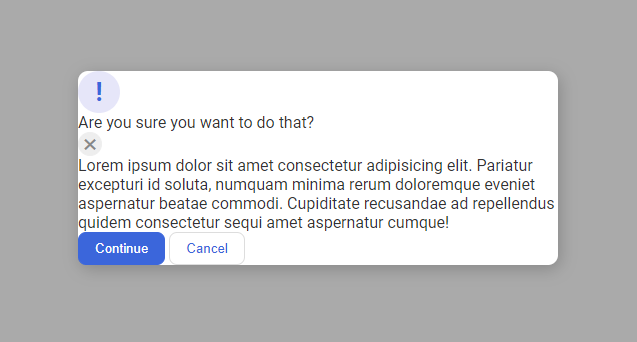 !
Are you sure you want to do that?
Lorem ipsum dolor sit amet consectetur adipisicing elit. Pariatur
excepturi id soluta, numquam minima rerum doloremque eveniet
aspernatur beatae commodi. Cupiditate recusandae ad repellendus
quidem consectetur sequi amet aspernatur cumque!
Continue Cancel